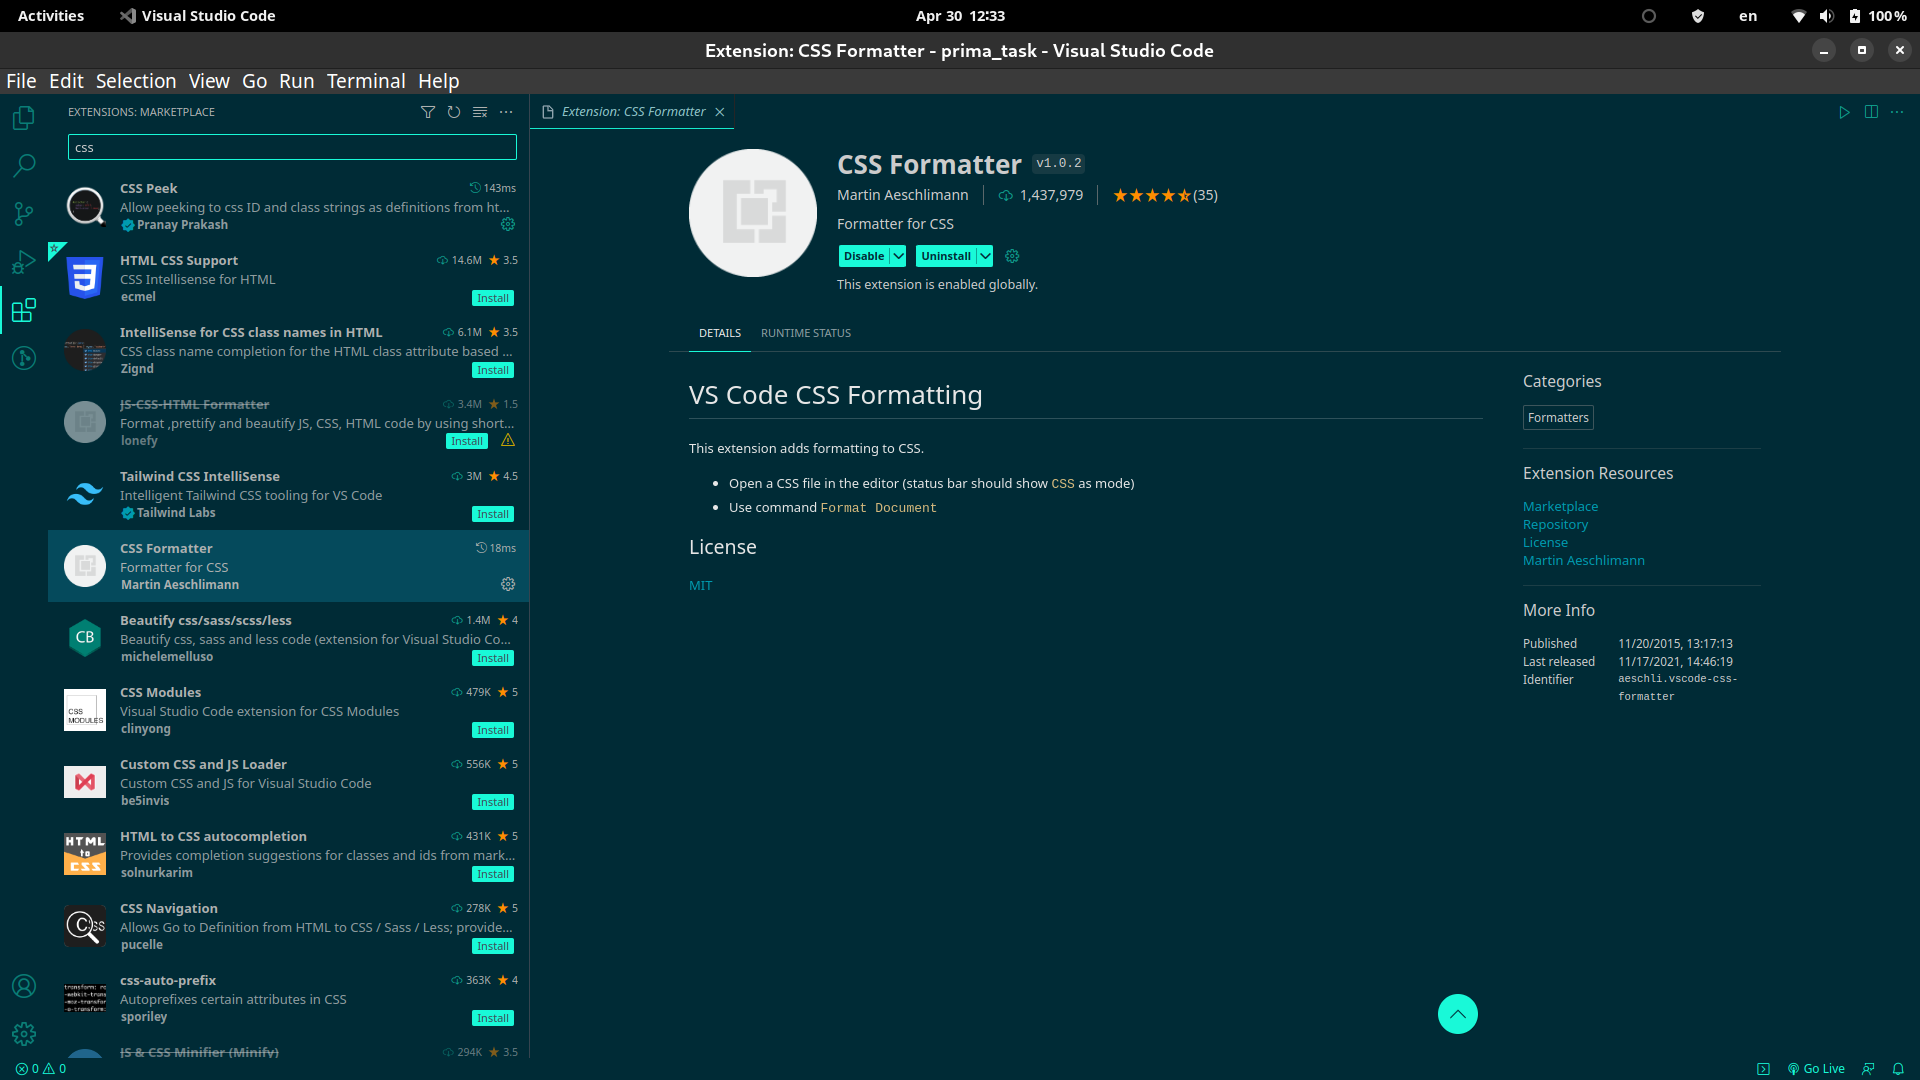 Activities
Visual Studio Code
Apr 30 12:33
en
100%
Extension: CSS Formatter - prima_task - Visual Studio Code
File Edit Selection View Go Run Terminal Help
EXTENSIONS: MARKETPLACE
css
CSS Peek
143ms
Allow peeking to css ID and class strings as definitions from ht...
Pranay Prakash
HTML CSS Support
14.6M 3.5
CSS Intellisense for HTML
ecmel
Install
IntelliSense for CSS class names in HTML
6.1M 3.5
CSS class name completion for the HTML class attribute based ...
Zignd
Install
JS-CSS-HTML Formatter
3.4M 1.5
Format ,prettify and beautify JS, CSS, HTML code by using short...
lonefy
Install
Tailwind CSS IntelliSense
3M 4.5
Intelligent Tailwind CSS tooling for VS Code
Tailwind Labs
Install
CSS Formatter
18ms
Formatter for CSS
Martin Aeschlimann
CB
Beautify css/sass/scss/less
1.4M 4
Beautify css, sass and less code (extension for Visual Studio Co...
michelemelluso
Install
CSS
MODULES
CSS Modules
479K 5
Visual Studio Code extension for CSS Modules
clinyong
Install
Custom CSS and JS Loader
556K 5
Custom CSS and JS for Visual Studio Code
be5invis
Install
HTML
to
CSS
HTML to CSS autocompletion
431K 5
Provides completion suggestions for classes and ids from mark...
solnurkarim
Install
CSS
CSS Navigation
278K 5
Allows Go to Definition from HTML to CSS / Sass / Less; provide...
pucelle
Install
css-auto-prefix
363K 4
Autoprefixes certain attributes in CSS
sporiley
Install
JS & CSS Minifier (Minify)
294K 3.5
Extension: CSS Formatter
CSS Formatter v1.0.2
Martin Aeschlimann
1,437,979
(35)
Formatter for CSS
Disable
Uninstall
This extension is enabled globally.
DETAILS
RUNTIME STATUS
VS Code CSS Formatting
This extension adds formatting to CSS.
• Open a CSS file in the editor (status bar should show CSS as mode)
• Use command Format Document
License
MIT
Categories
Formatters
Extension Resources
Marketplace
Repository
License
Martin Aeschlimann
More Info
Published 11/20/2015, 13:17:13
Last released 11/17/2021, 14:46:19
Identifier aeschli.vscode-css-
formatter
0 0
Go Live